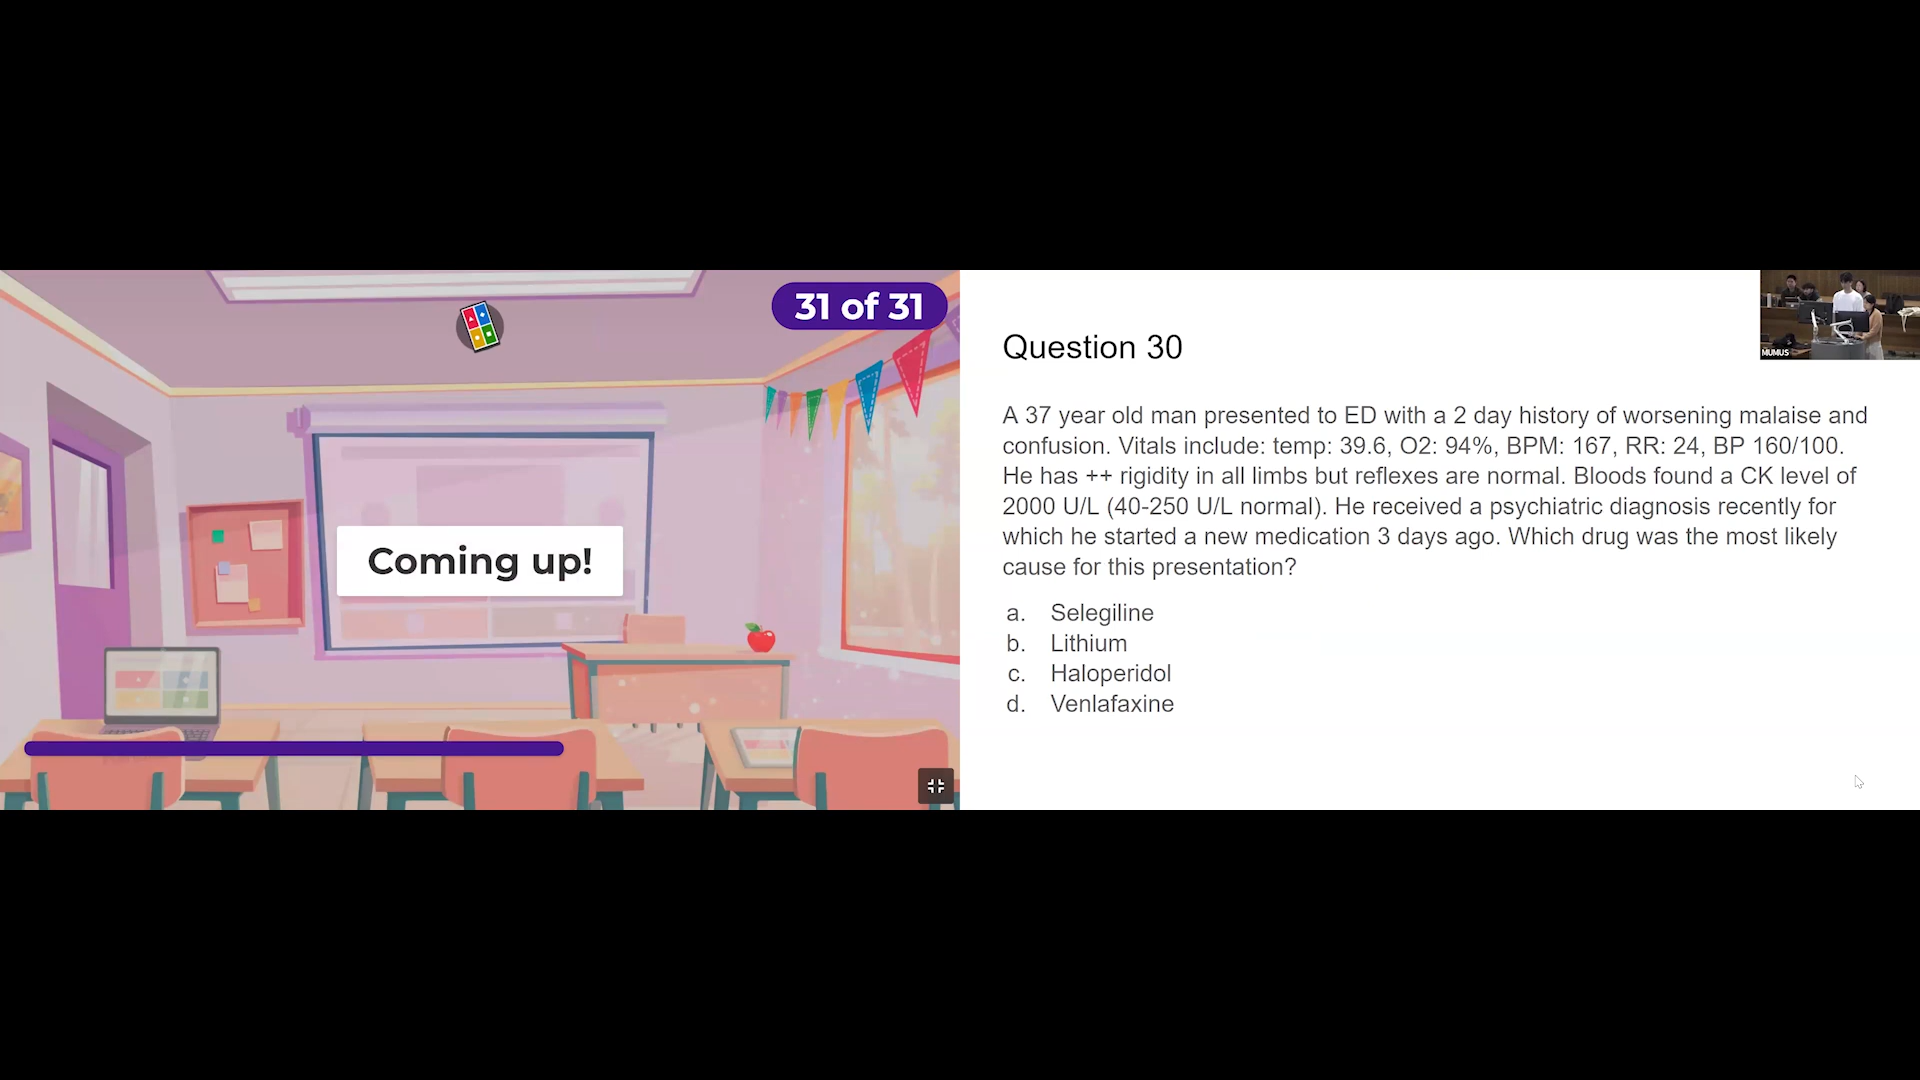 31 of 31
Coming up!
Question 30
A 37 year old man presented to ED with a 2 day history of worsening malaise and
confusion. Vitals include: temp: 39.6, O2: 94%, BPM: 167, RR: 24, BP 160/100.
He has ++ rigidity in all limbs but reflexes are normal. Bloods found a CK level of
2000 U/L (40-250 U/L normal). He received a psychiatric diagnosis recently for
which he started a new medication 3 days ago. Which drug was the most likely
cause for this presentation?
a. Selegiline
b. Lithium
c. Haloperidol
d. Venlafaxine
MUMUS